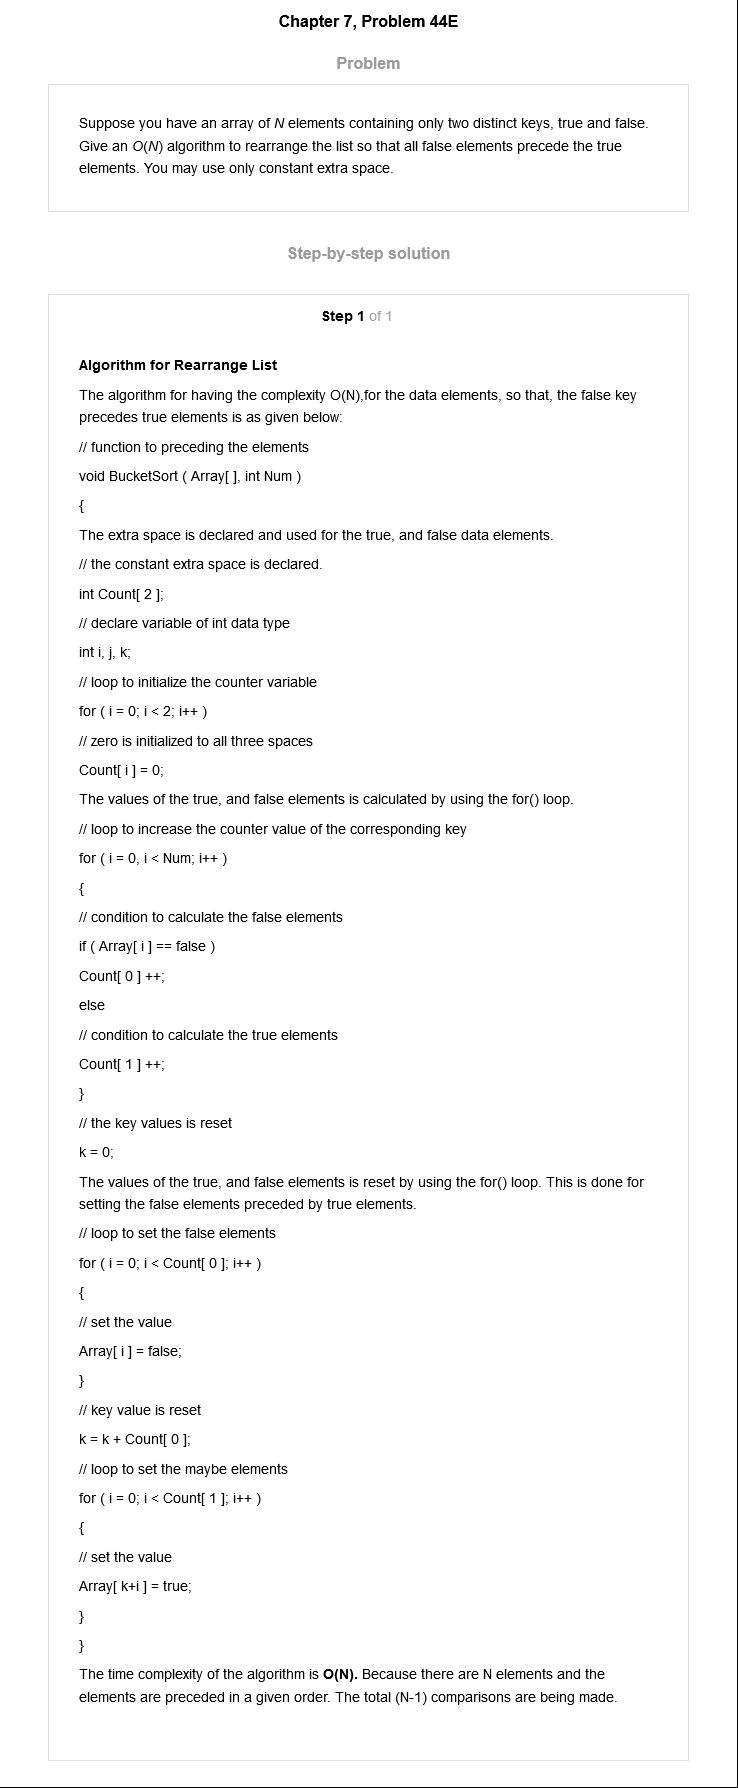 Chapter 7, Problem 44E
Problem
Suppose you have an array of N elements containing only two distinct keys, true and false.
Give an O(N) algorithm to rearrange the list so that all false elements precede the true
elements. You may use only constant extra space.
Step-by-step solution
Step 1 of 1
Algorithm for Rearrange List
The algorithm for having the complexity O(N),for the data elements, so that, the false key
precedes true elements is as given below:
// function to preceding the elements
void BucketSort ( Array[ ], int Num )
{
The extra space is declared and used for the true, and false data elements.
// the constant extra space is declared.
int Count[ 2 ];
// declare variable of int data type
int i, j, k;
// loop to initialize the counter variable
for ( i = 0; i < 2; i++ )
// zero is initialized to all three spaces
Count[ i ] = 0;
The values of the true, and false elements is calculated by using the for() loop.
// loop to increase the counter value of the corresponding key
for ( i = 0, i < Num; i++ )
{
// condition to calculate the false elements
if ( Array[ i ] == false )
Count[ 0 ] ++;
else
// condition to calculate the true elements
Count[ 1 ] ++;
}
// the key values is reset
k = 0;
The values of the true, and false elements is reset by using the for() loop. This is done for
setting the false elements preceded by true elements.
// loop to set the false elements
for ( i = 0; i < Count[ 0 ]; i++ )
{
// set the value
Array[ i ] = false;
}
// key value is reset
k = k + Count[ 0 ];
// loop to set the maybe elements
for ( i = 0; i < Count[ 1 ]; i++ )
{
// set the value
Array[ k+i ] = true;
}
}
The time complexity of the algorithm is O(N). Because there are N elements and the
elements are preceded in a given order. The total (N-1) comparisons are being made.